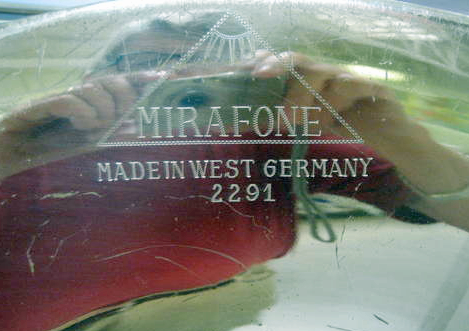 MIRAFONE
MADE IN WEST GERMANY
2291